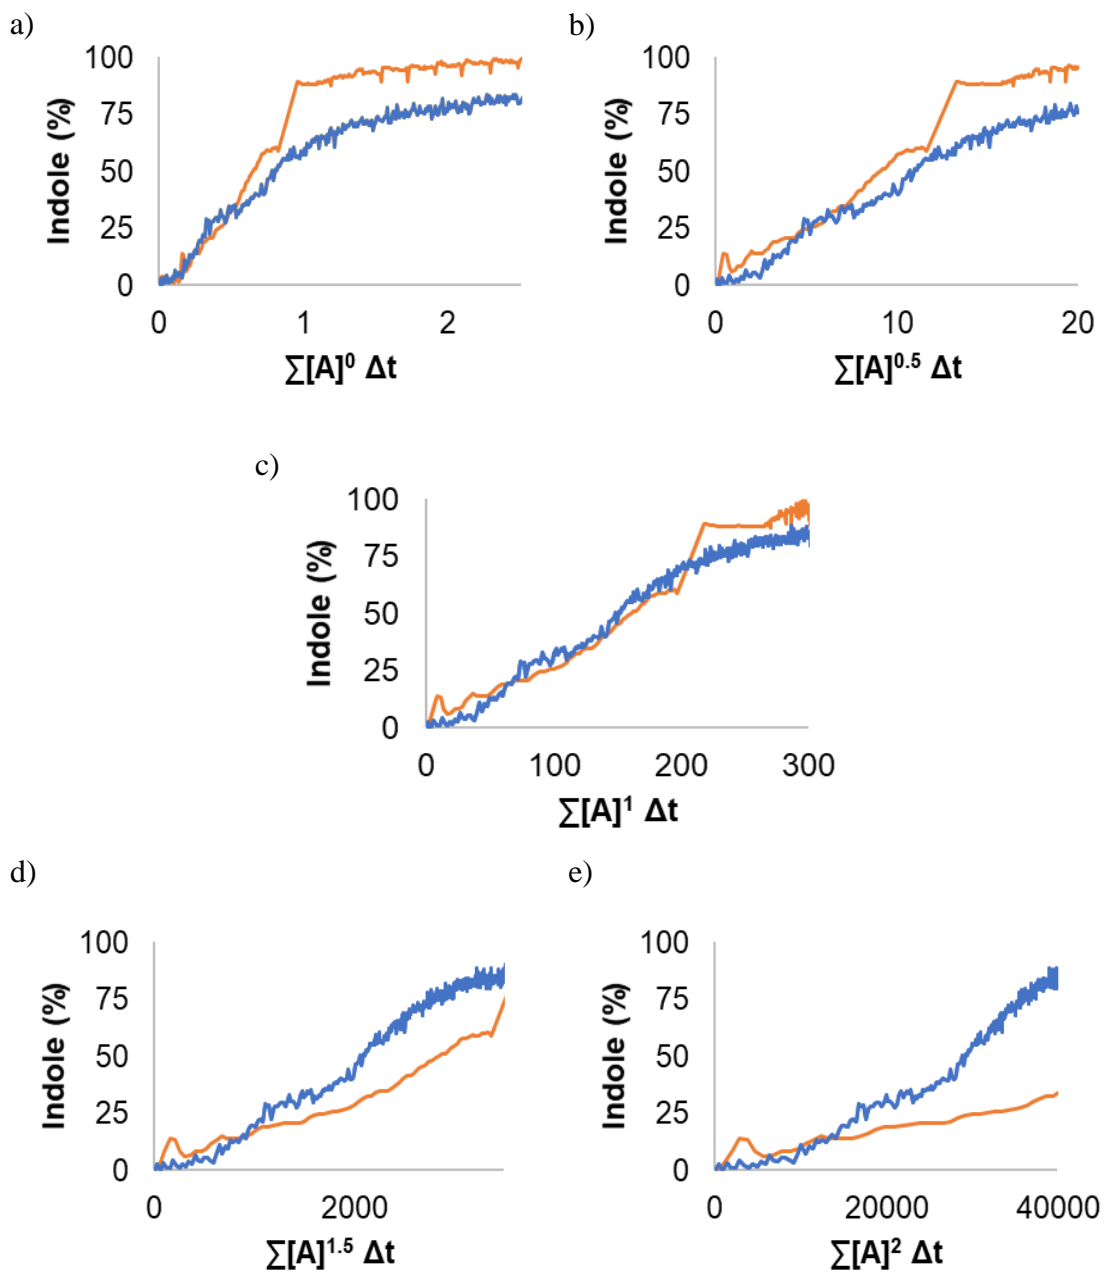 a)
100
75
50
25
0
Indole (%)
0 1 2
∑[A]⁰ Δt
b)
100
75
50
25
0
Indole (%)
0 10 20
∑[A]⁰·⁵ Δt
c)
100
75
50
25
0
Indole (%)
0 100 200 300
∑[A]¹ Δt
d)
100
75
50
25
0
Indole (%)
0 2000
∑[A]¹·⁵ Δt
e)
100
75
50
25
0
Indole (%)
0 20000 40000
∑[A]² Δt